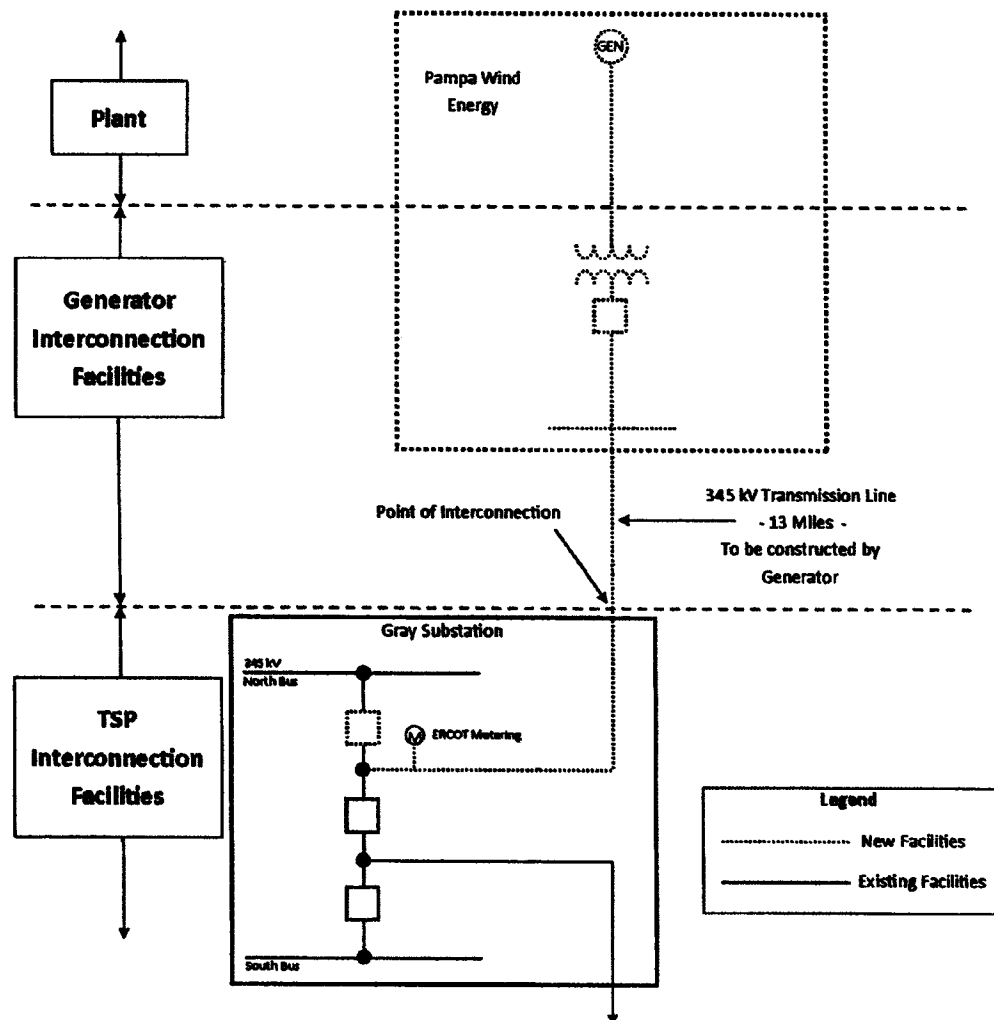 GEN
Pampa Wind
Energy
Plant
Generator
Interconnection
Facilities
Point of Interconnection
345 kV Transmission Line
- 13 Miles -
To be constructed by
Generator
Gray Substation
345 kV
North Bus
M ERCOT Metering
TSP
Interconnection
Facilities
South Bus
Legend
New Facilities
Existing Facilities